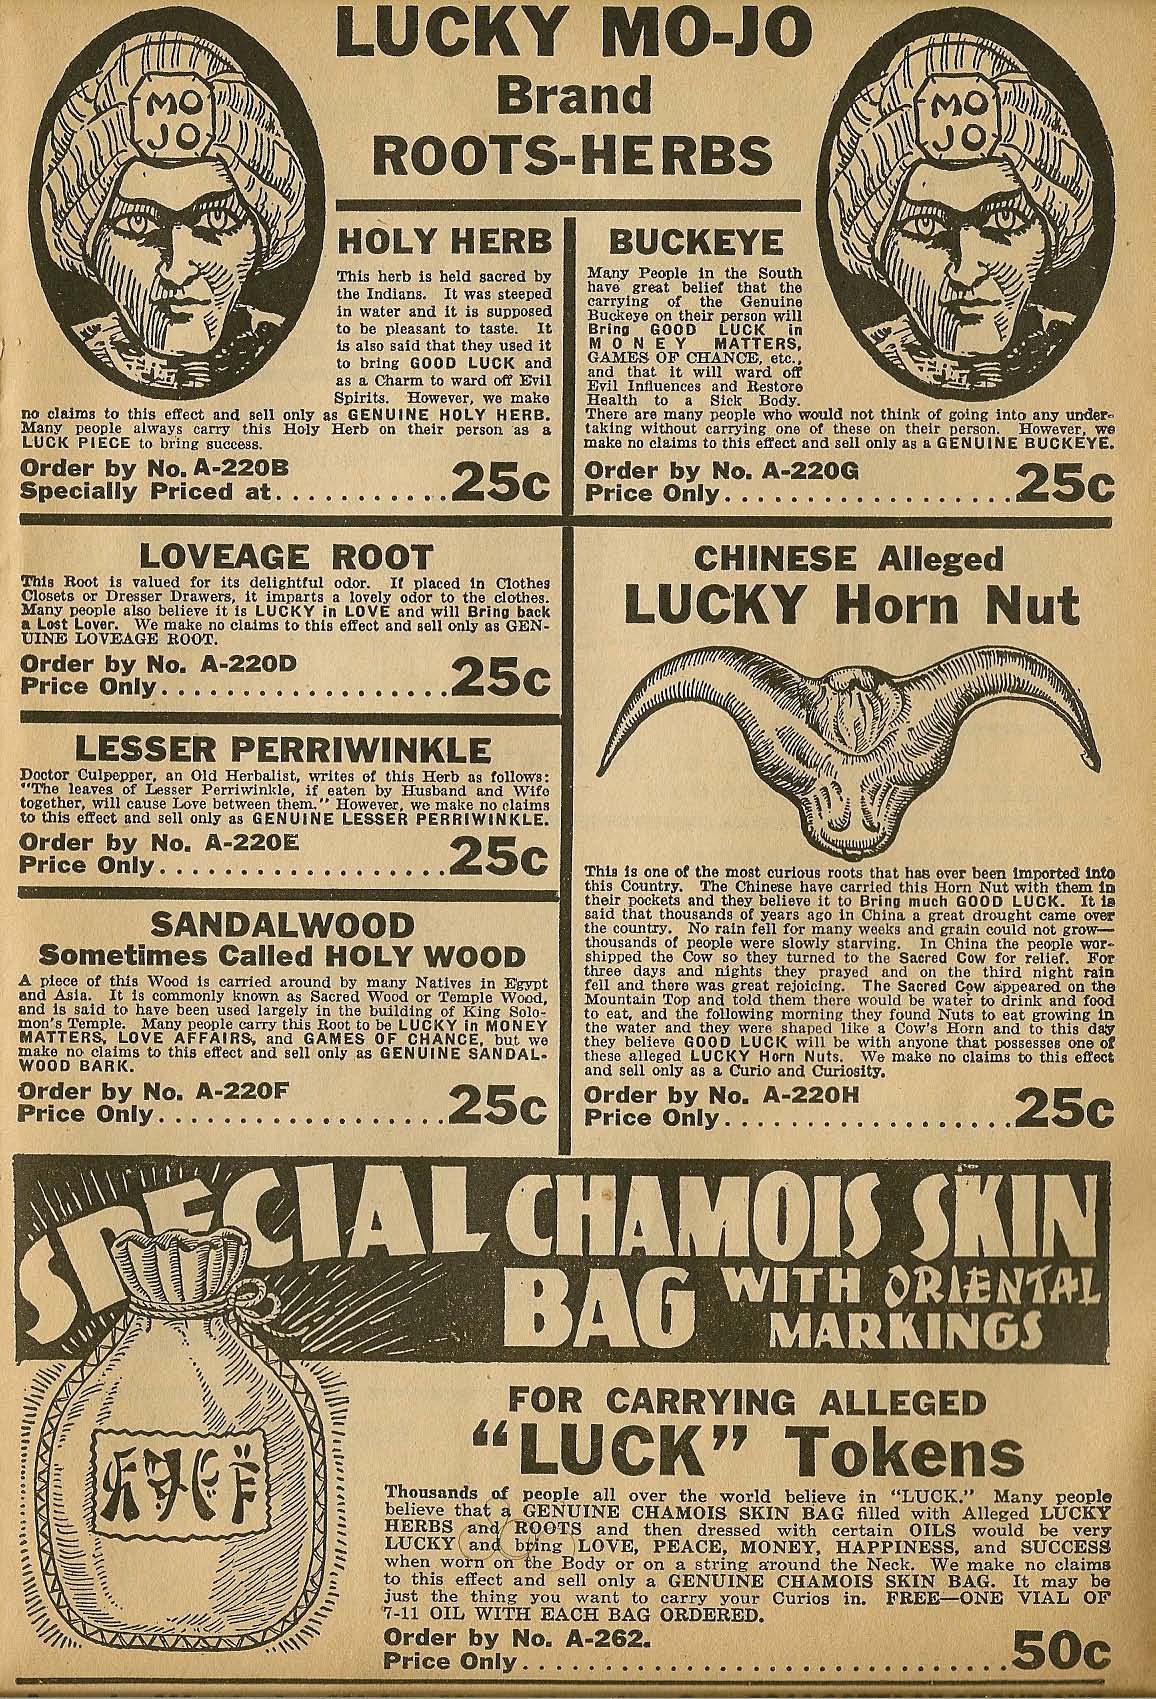 LUCKY MO-JO
Brand
ROOTS-HERBS
MO
JO
MO
JO
HOLY HERB
This herb is held sacred by
the Indians. It was steeped
in water and it is supposed
to be pleasant to taste. It
is also said that they used it
to bring GOOD LUCK and
as a Charm to ward off Evil
Spirits. However, we make
no claims to this effect and sell only as GENUINE HOLY HERB.
Many people always carry this Holy Herb on their person as a
LUCK PIECE to bring success.
Order by No. A-220B
Specially Priced at........... 25c
BUCKEYE
Many People in the South
have great belief that the
carrying of the Genuine
Buckeye on their person will
Bring GOOD LUCK in
MONEY MATTERS,
GAMES OF CHANCE, etc.,
and that it will ward off
Evil Influences and Restore
Health to a Sick Body.
There are many people who would not think of going into any under-
taking without carrying one of these on their person. However, we
make no claims to this effect and sell only as a GENUINE BUCKEYE.
Order by No. A-220G
Price Only.................. 25c
LOVEAGE ROOT
This Root is valued for its delightful odor. If placed in Clothes
Closets or Dresser Drawers, it imparts a lovely odor to the clothes.
Many people also believe it is LUCKY in LOVE and will Bring back
a Lost Lover. We make no claims to this effect and sell only as GEN-
UINE LOVEAGE ROOT.
Order by No. A-220D
Price Only.................. 25c
LESSER PERRIWINKLE
Doctor Culpepper, an Old Herbalist, writes of this Herb as follows:
"The leaves of Lesser Perriwinkle, if eaten by Husband and Wife
together, will cause Love between them." However, we make no claims
to this effect and sell only as GENUINE LESSER PERRIWINKLE.
Order by No. A-220E
Price Only.................. 25c
SANDALWOOD
Sometimes Called HOLY WOOD
A piece of this Wood is carried around by many Natives in Egypt
and Asia. It is commonly known as Sacred Wood or Temple Wood,
and is said to have been used largely in the building of King Solo-
mon's Temple. Many people carry this Root to be LUCKY in MONEY
MATTERS, LOVE AFFAIRS, and GAMES OF CHANCE, but we
make no claims to this effect and sell only as GENUINE SANDAL-
WOOD BARK.
Order by No. A-220F
Price Only.................. 25c
CHINESE Alleged
LUCKY Horn Nut
This is one of the most curious roots that has ever been imported into
this Country. The Chinese have carried this Horn Nut with them in
their pockets and they believe it to Bring much GOOD LUCK. It is
said that thousands of years ago in China a great drought came over
the country. No rain fell for many weeks and grain could not grow—
thousands of people were slowly starving. In China the people wor-
shipped the Cow so they turned to the Sacred Cow for relief. For
three days and nights they prayed and on the third night rain
fell and there was great rejoicing. The Sacred Cow appeared on the
Mountain Top and told them there would be water to drink and food
to eat, and the following morning they found Nuts to eat growing in
the water and they were shaped like a Cow's Horn and to this day
they believe GOOD LUCK will be with anyone that possesses one of
these alleged LUCKY Horn Nuts. We make no claims to this effect
and sell only as a Curio and Curiosity.
Order by No. A-220H
Price Only.................. 25c
SPECIAL CHAMOIS SKIN
BAG WITH ORIENTAL
MARKINGS
FOR CARRYING ALLEGED
"LUCK" Tokens
Thousands of people all over the world believe in "LUCK." Many people
believe that a GENUINE CHAMOIS SKIN BAG filled with Alleged LUCKY
HERBS and ROOTS and then dressed with certain OILS would be very
LUCKY and bring LOVE, PEACE, MONEY, HAPPINESS, and SUCCESS
when worn on the Body or on a string around the Neck. We make no claims
to this effect and sell only a GENUINE CHAMOIS SKIN BAG. It may be
just the thing you want to carry your Curios in. FREE—ONE VIAL OF
7-11 OIL WITH EACH BAG ORDERED.
Order by No. A-262.
Price Only.............................. 50c